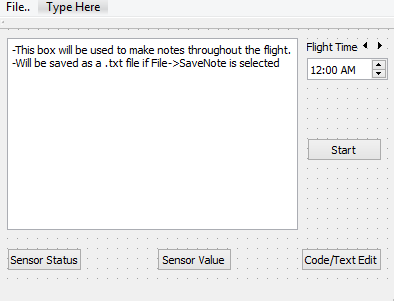 File.. Type Here
-This box will be used to make notes throughout the flight.
-Will be saved as a .txt file if File->SaveNote is selected
Flight Time
12:00 AM
Start
Sensor Status Sensor Value Code/Text Edit